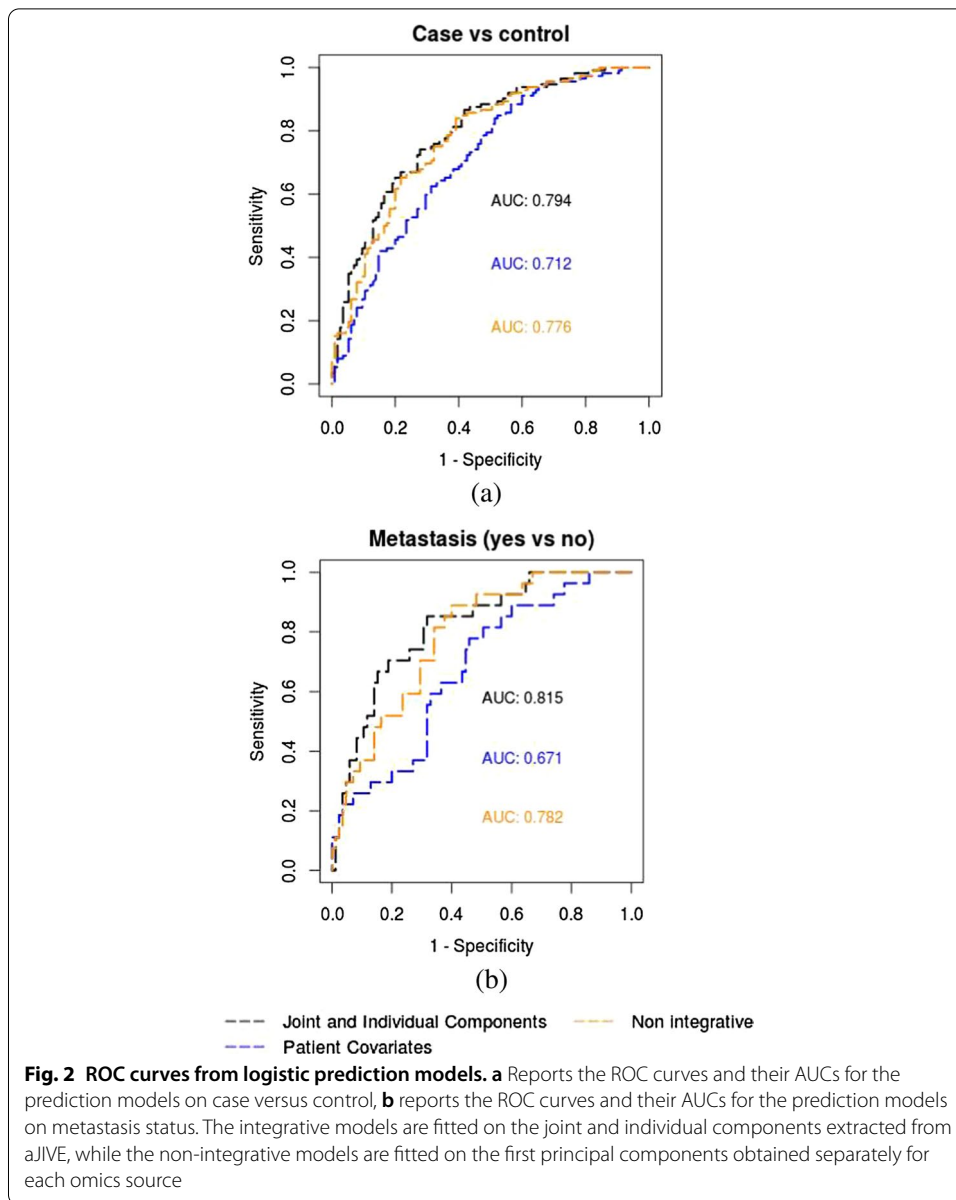 Case vs control
1.0
0.8
0.6
0.4
0.2
0.0
Sensitivity
AUC: 0.794
AUC: 0.712
AUC: 0.776
0.0 0.2 0.4 0.6 0.8 1.0
1 - Specificity
(a)
Metastasis (yes vs no)
1.0
0.8
0.6
0.4
0.2
0.0
Sensitivity
AUC: 0.815
AUC: 0.671
AUC: 0.782
0.0 0.2 0.4 0.6 0.8 1.0
1 - Specificity
(b)
Joint and Individual Components Non integrative
Patient Covariates
Fig. 2 ROC curves from logistic prediction models. a Reports the ROC curves and their AUCs for the
prediction models on case versus control, b reports the ROC curves and their AUCs for the prediction models
on metastasis status. The integrative models are fitted on the joint and individual components extracted from
aJIVE, while the non-integrative models are fitted on the first principal components obtained separately for
each omics source